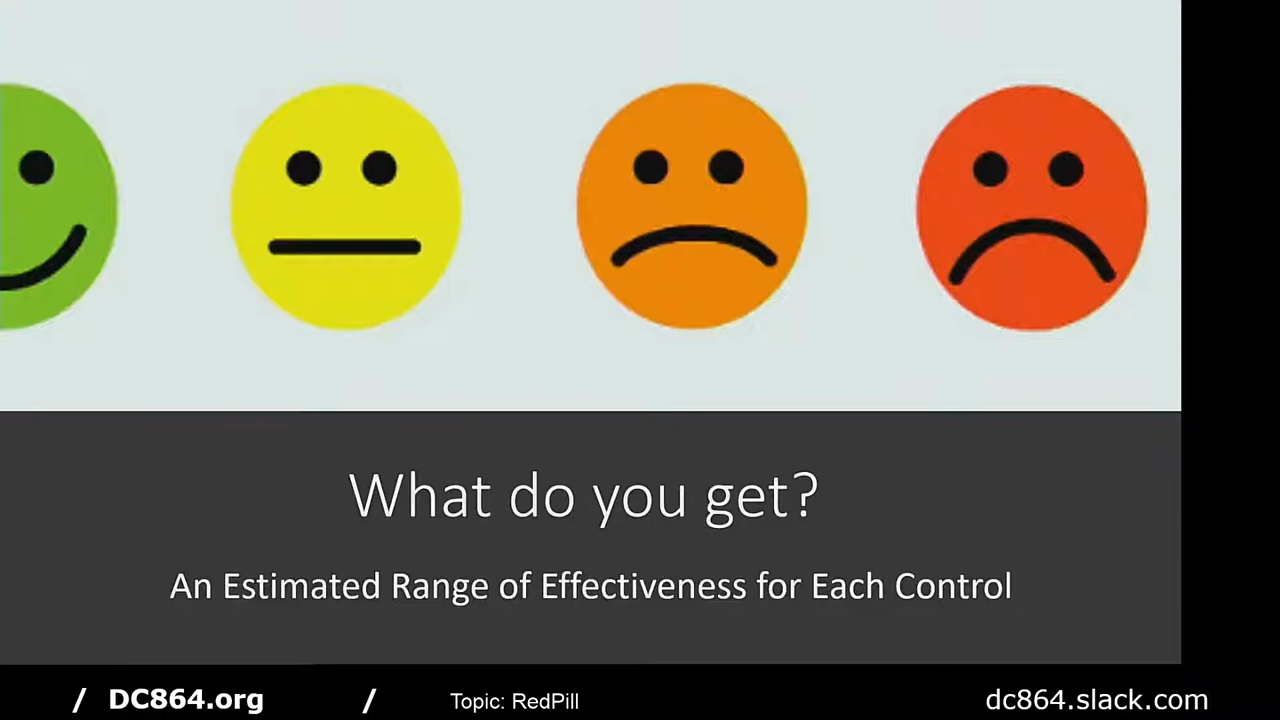 What do you get?
An Estimated Range of Effectiveness for Each Control
/ DC864.org / Topic: RedPill dc864.slack.com